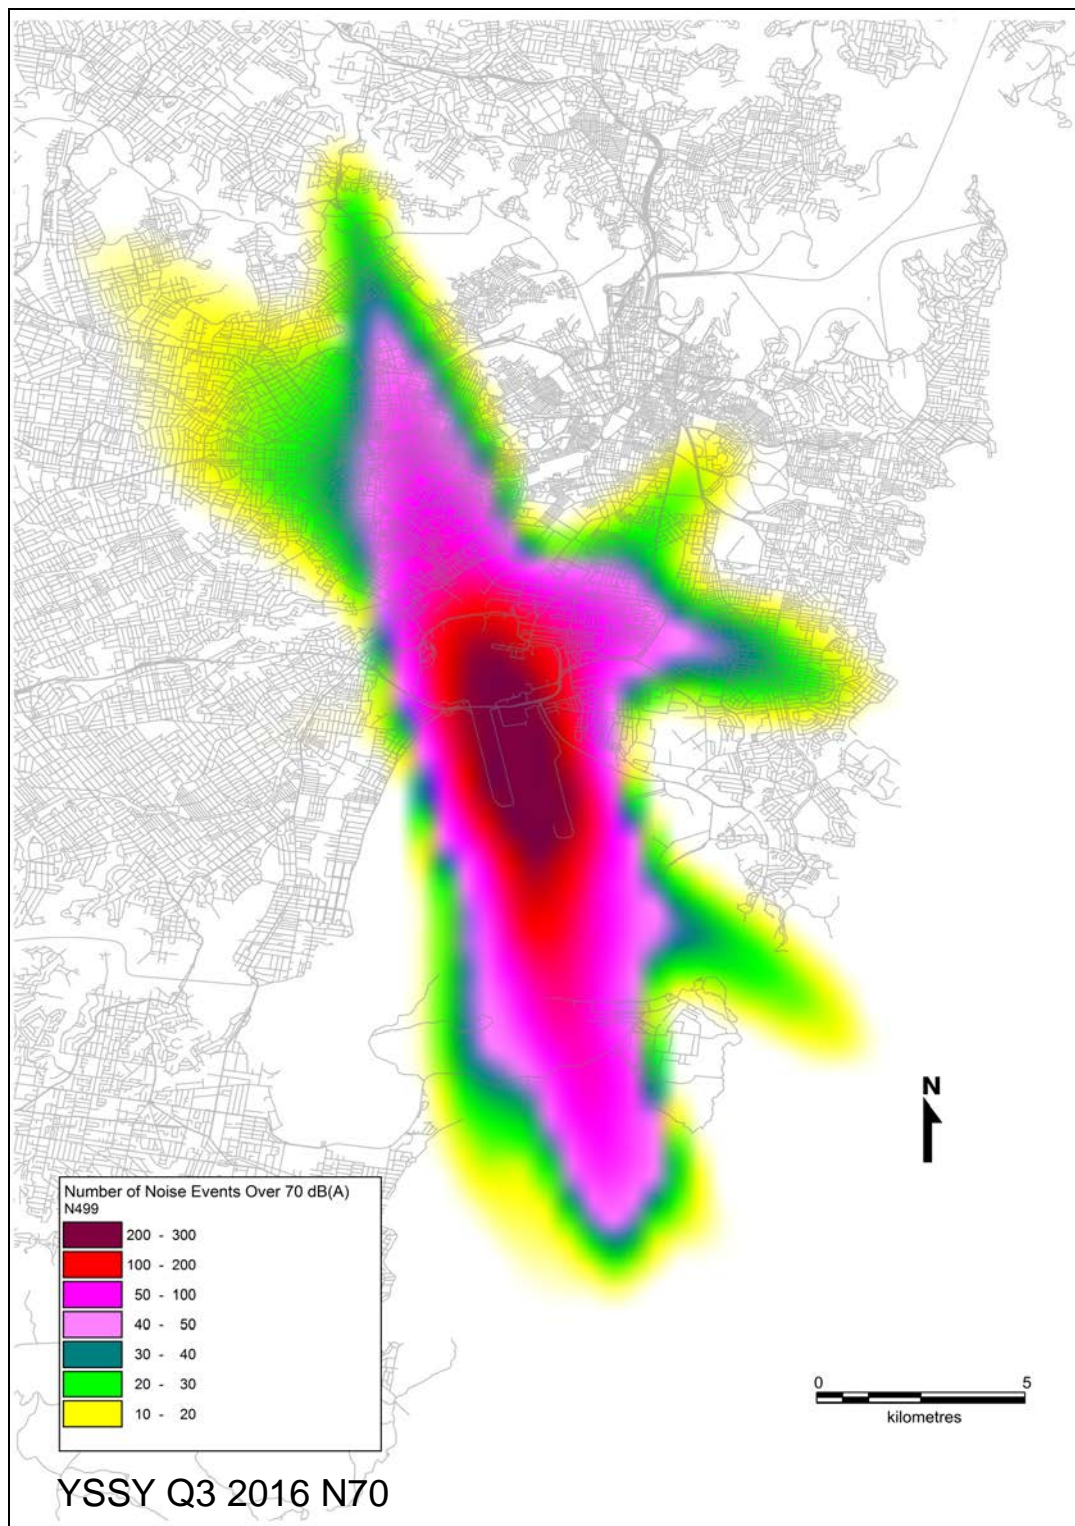 N
Number of Noise Events Over 70 dB(A)
N499
200 - 300
100 - 200
50 - 100
40 - 50
30 - 40
20 - 30
10 - 20
0 5
kilometres
YSSY Q3 2016 N70